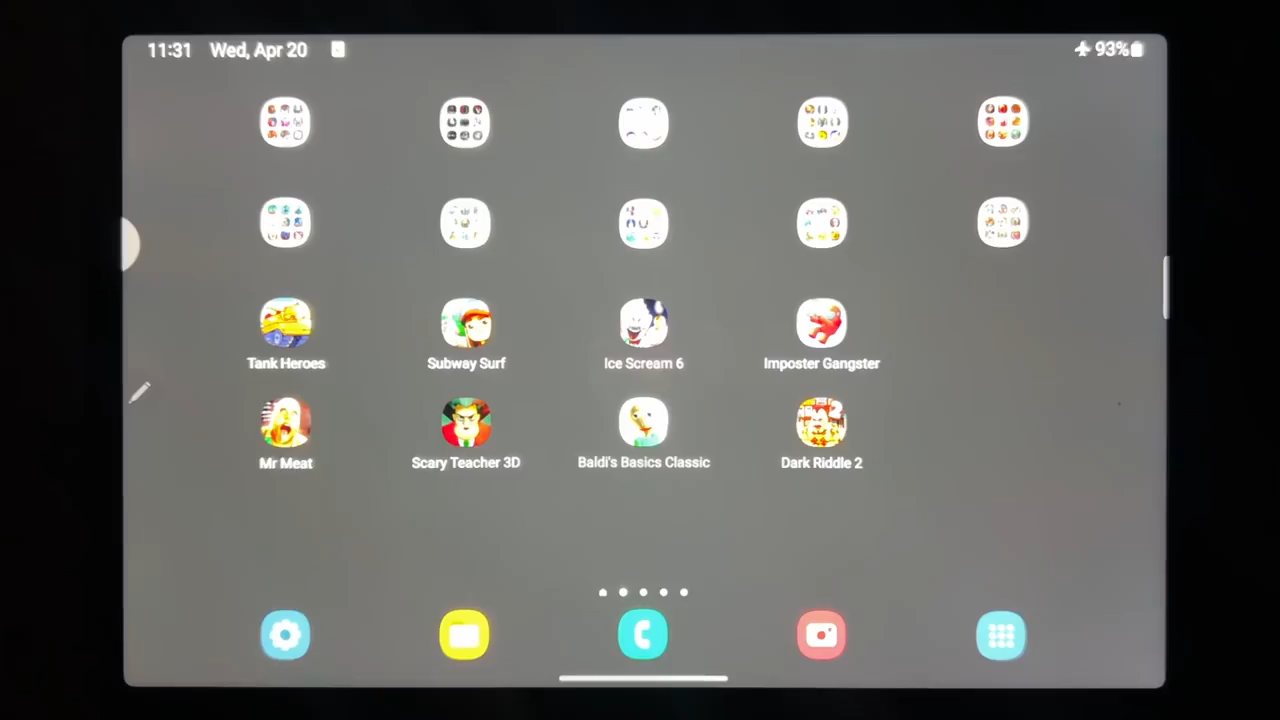 11:31 Wed, Apr 20 93%
Tank Heroes Subway Surf Ice Scream 6 Imposter Gangster
Mr Meat Scary Teacher 3D Baldi's Basics Classic Dark Riddle 2